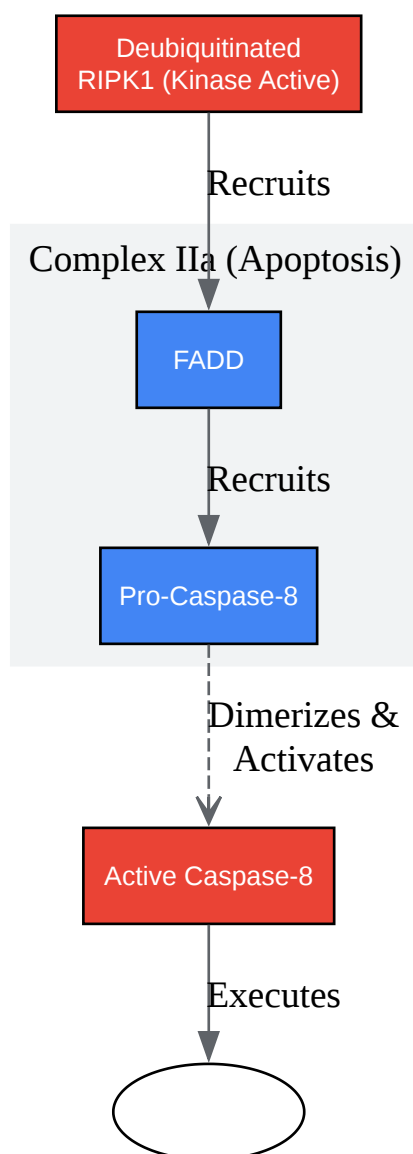 Deubiquitinated
RIPK1 (Kinase Active)
Recruits
Complex IIa (Apoptosis)
FADD
Recruits
Pro-Caspase-8
Dimerizes &
Activates
Active Caspase-8
Executes